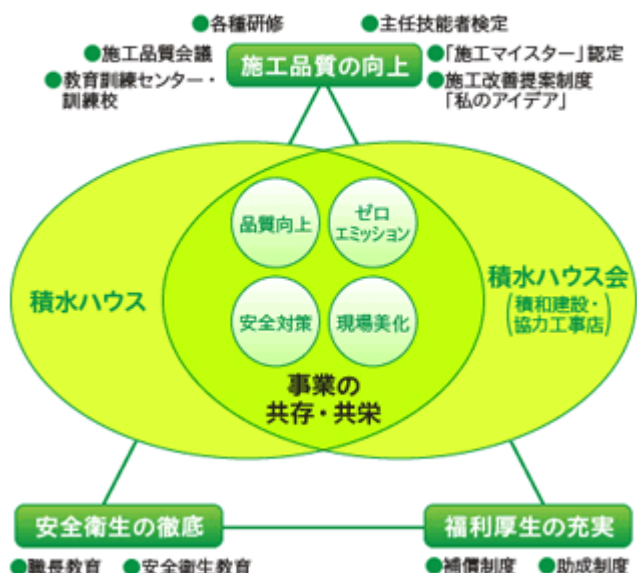 ●各種研修 ●主任技能者検定
●施工品質会議
●教育訓練センター・
訓練校
施工品質の向上
●「施工マイスター」認定
●施工改善提案制度
「私のアイデア」
品質向上
ゼロ
エミッション
積水ハウス
積水ハウス会
(積和建設・
協力工事店)
安全対策
現場美化
事業の
共存・共栄
安全衛生の徹底
福利厚生の充実
●職長教育 ●安全衛生教育
●補償制度 ●助成制度